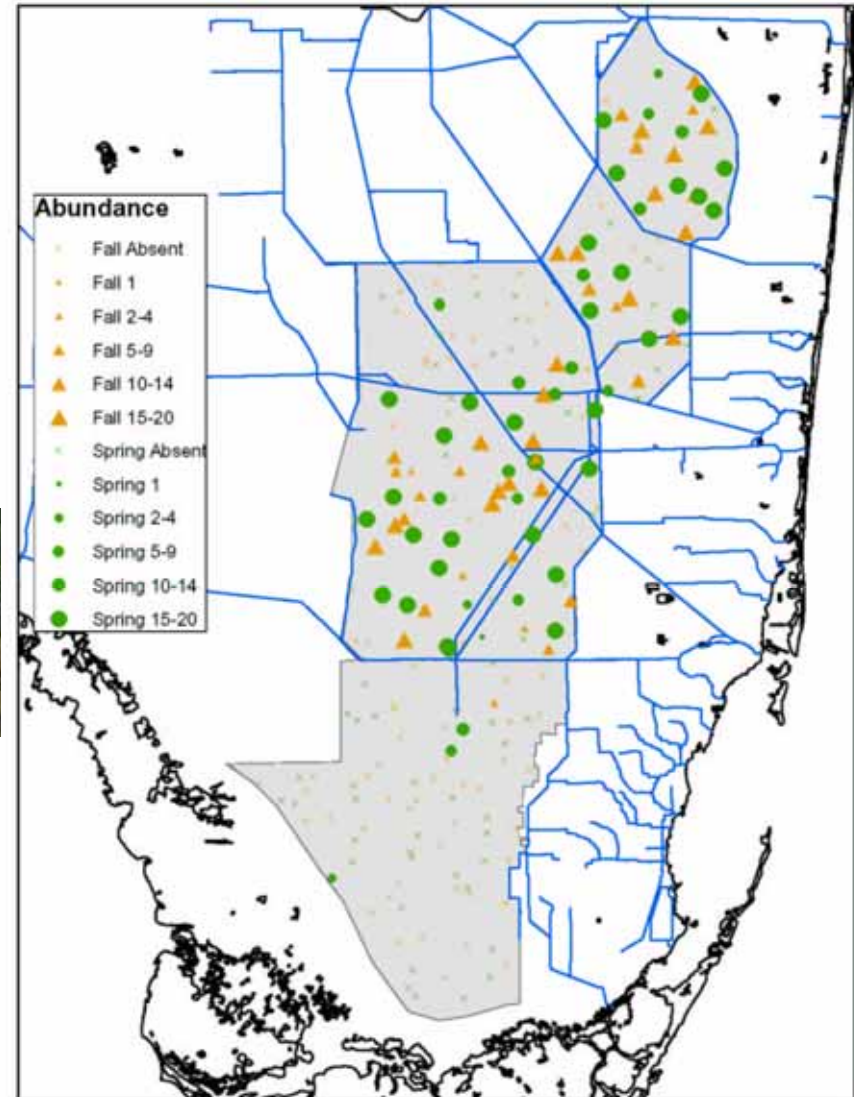 Abundance
Fall Absent
Fall 1
Fall 2-4
Fall 5-9
Fall 10-14
Fall 15-20
Spring Absent
Spring 1
Spring 2-4
Spring 5-9
Spring 10-14
Spring 15-20